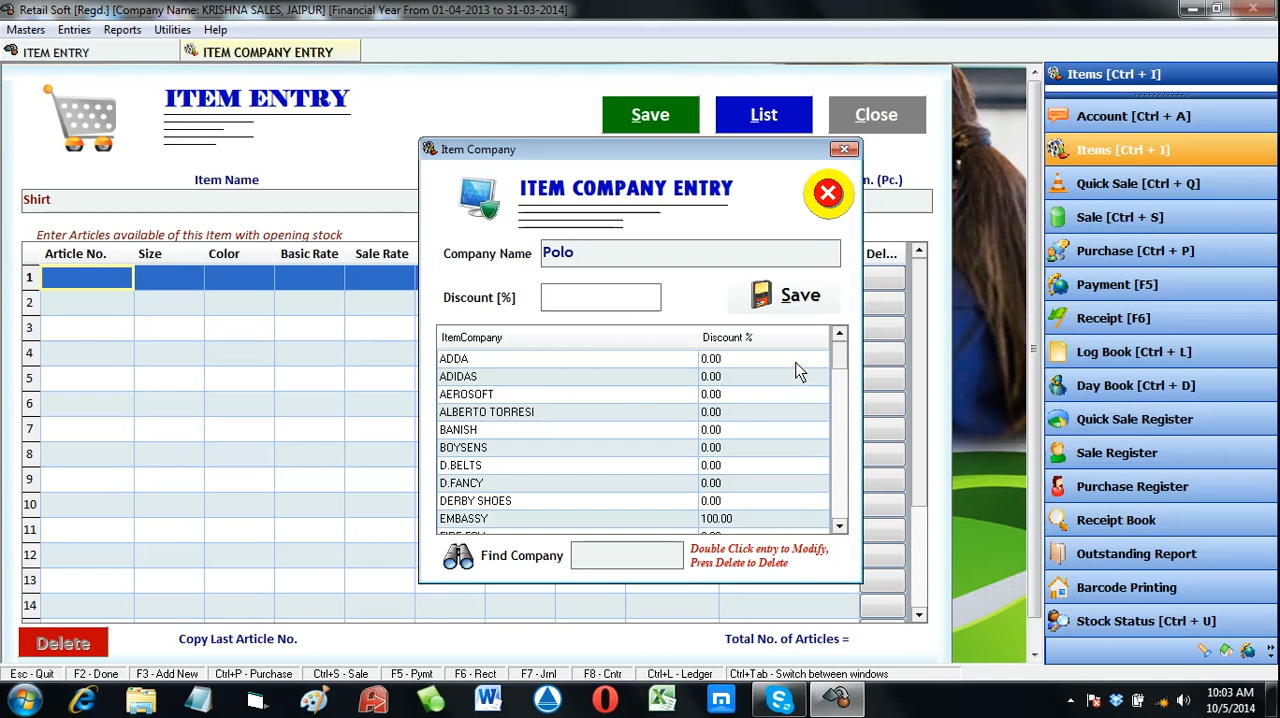 Retail Soft [Regd.] [Company Name: KRISHNA SALES, JAIPUR] [Financial Year From 01-04-2013 to 31-03-2014]
Masters Entries Reports Utilities Help
ITEM ENTRY ITEM COMPANY ENTRY
ITEM ENTRY
Save List Close
Item Name
Shirt
Enter Articles available of this Item with opening stock
Article No. Size Color Basic Rate Sale Rate Del...
1
2
3
4
5
6
7
8
9
10
11
12
13
14
Delete Copy Last Article No. Total No. of Articles =
Item Company
ITEM COMPANY ENTRY
Company Name Polo
Discount [%] Save
ItemCompany Discount %
ADDA 0.00
ADIDAS 0.00
AEROSOFT 0.00
ALBERTO TORRESI 0.00
BANISH 0.00
BOYSENS 0.00
D.BELTS 0.00
D.FANCY 0.00
DERBY SHOES 0.00
EMBASSY 100.00
Find Company
Double Click entry to Modify,
Press Delete to Delete
(Pc.)
Items [Ctrl + I]
Account [Ctrl + A]
Items [Ctrl + I]
Quick Sale [Ctrl + Q]
Sale [Ctrl + S]
Purchase [Ctrl + P]
Payment [F5]
Receipt [F6]
Log Book [Ctrl + L]
Day Book [Ctrl + D]
Quick Sale Register
Sale Register
Purchase Register
Receipt Book
Outstanding Report
Barcode Printing
Stock Status [Ctrl + U]
Esc - Quit F2 - Done F3 - Add New Ctrl+P - Purchase Ctrl+S - Sale F5 - Pymt F6 - Rect F7 - Jrnl F8 - Cntr Ctrl+L - Ledger Ctrl+Tab - Switch between windows
10:03 AM
10/5/2014